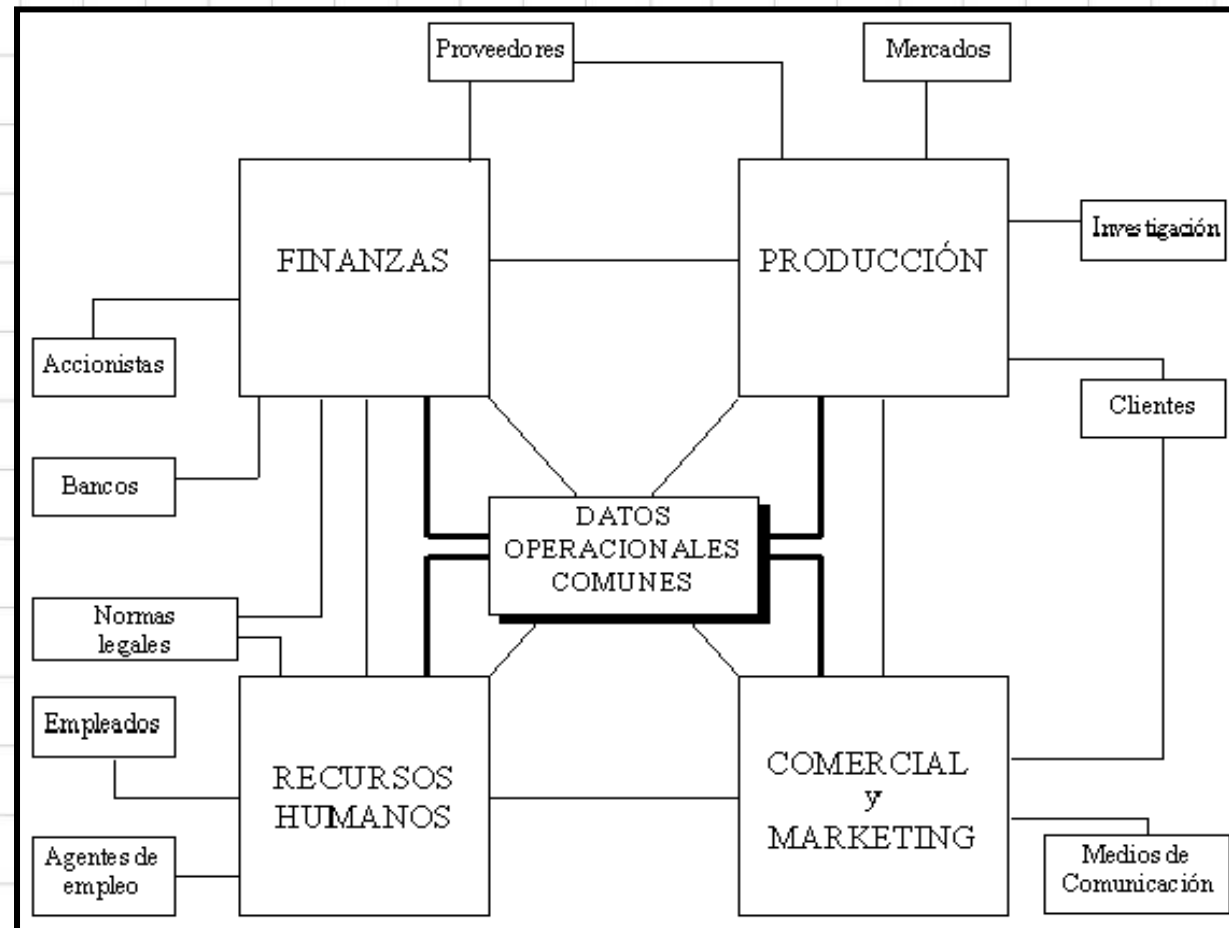 Proveedores
Mercados
FINANZAS
PRODUCCIÓN
Investigación
Accionistas
Clientes
Bancos
DATOS
OPERACIONALES
COMUNES
Normas
legales
Empleados
RECURSOS
HUMANOS
COMERCIAL
y
MARKETING
Agentes de
empleo
Medios de
Comunicación